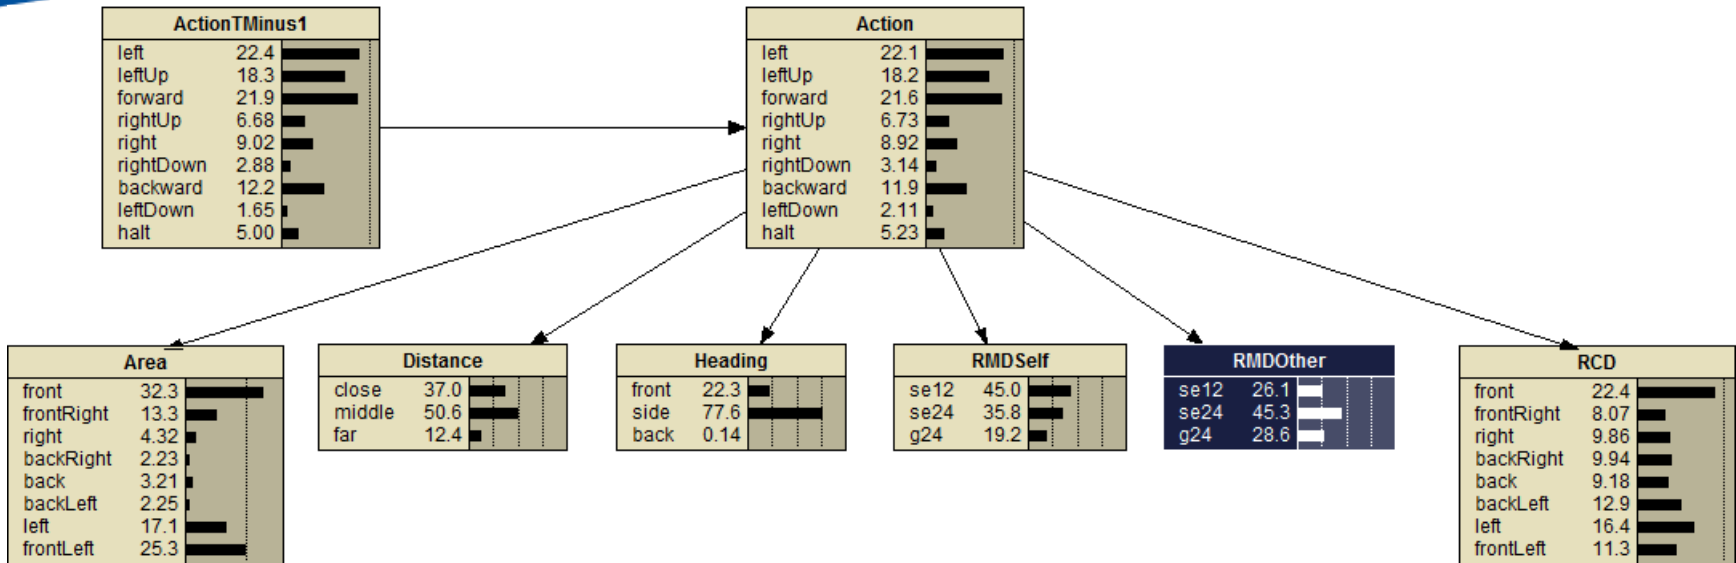 ActionTMinus1
left 22.4
leftUp 18.3
forward 21.9
rightUp 6.68
right 9.02
rightDown 2.88
backward 12.2
leftDown 1.65
halt 5.00
Action
left 22.1
leftUp 18.2
forward 21.6
rightUp 6.73
right 8.92
rightDown 3.14
backward 11.9
leftDown 2.11
halt 5.23
Area
front 32.3
frontRight 13.3
right 4.32
backRight 2.23
back 3.21
backLeft 2.25
left 17.1
frontLeft 25.3
Distance
close 37.0
middle 50.6
far 12.4
Heading
front 22.3
side 77.6
back 0.14
RMDSelf
se12 45.0
se24 35.8
g24 19.2
RMDOther
se12 26.1
se24 45.3
g24 28.6
RCD
front 22.4
frontRight 8.07
right 9.86
backRight 9.94
back 9.18
backLeft 12.9
left 16.4
frontLeft 11.3